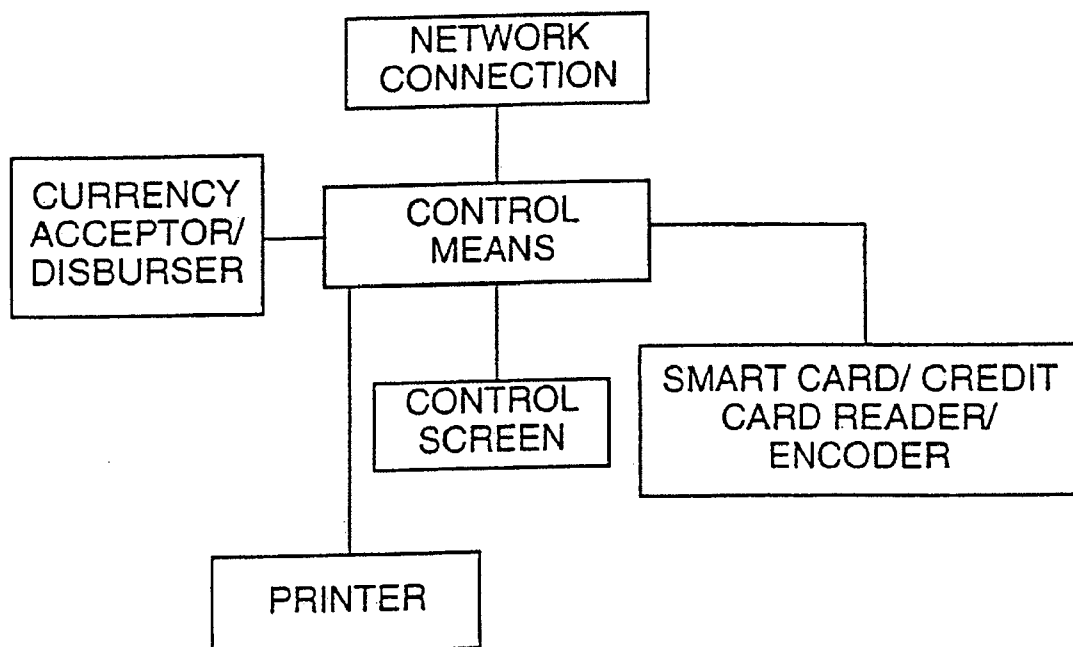 NETWORK
CONNECTION
CURRENCY
ACCEPTOR/
DISBURSER
CONTROL
MEANS
CONTROL
SCREEN
SMART CARD/ CREDIT
CARD READER/
ENCODER
PRINTER